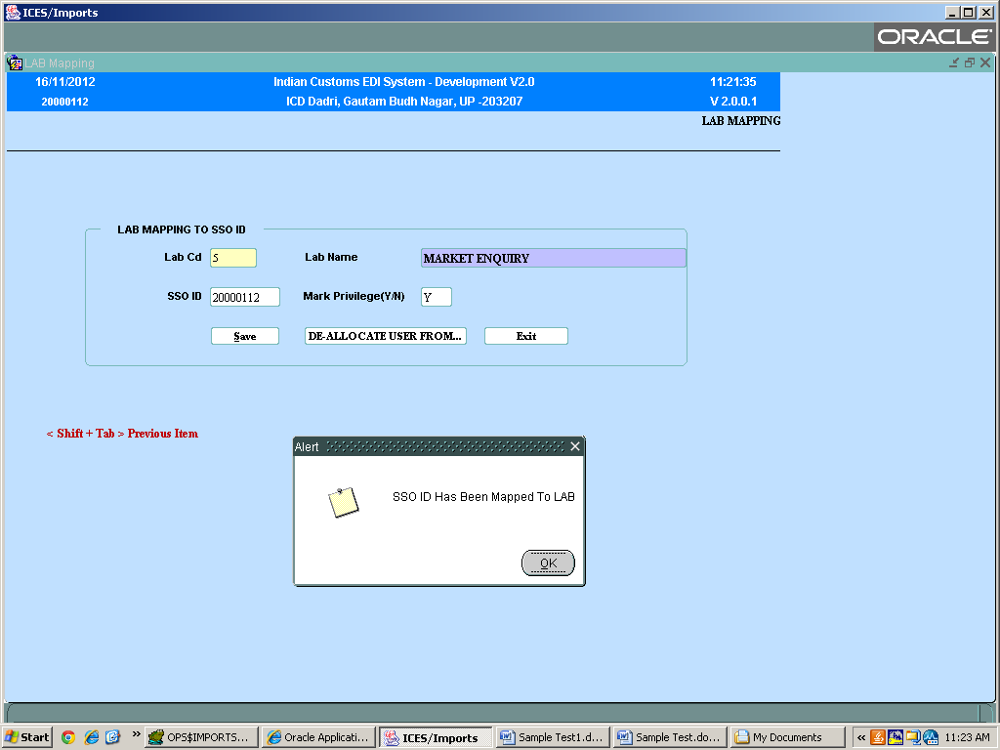 ICES/Imports
ORACLE
LAB Mapping
16/11/2012 Indian Customs EDI System - Development V2.0 11:21:35
20000112 ICD Dadri, Gautam Budh Nagar, UP -203207 V 2.0.0.1
LAB MAPPING
LAB MAPPING TO SSO ID
Lab Cd 5 Lab Name MARKET ENQUIRY
SSO ID 20000112 Mark Privilege(Y/N) Y
Save DE-ALLOCATE USER FROM... Exit
< Shift + Tab > Previous Item
Alert
SSO ID Has Been Mapped To LAB
OK
Start » OPS$IMPORTS... Oracle Applicati... ICES/Imports Sample Test1.d... Sample Test.do... My Documents « 11:23 AM